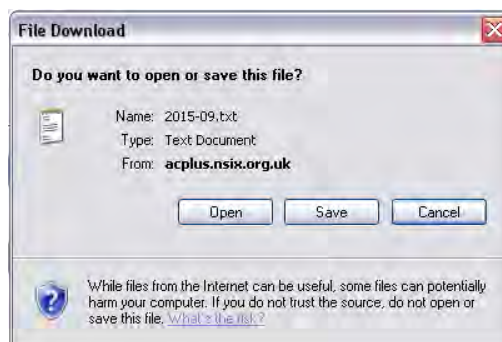 File Download
Do you want to open or save this file?
Name: 2015-09.txt
Type: Text Document
From: acplus.nsix.org.uk
Open Save Cancel
While files from the Internet can be useful, some files can potentially
harm your computer. If you do not trust the source, do not open or
save this file. What's the risk?